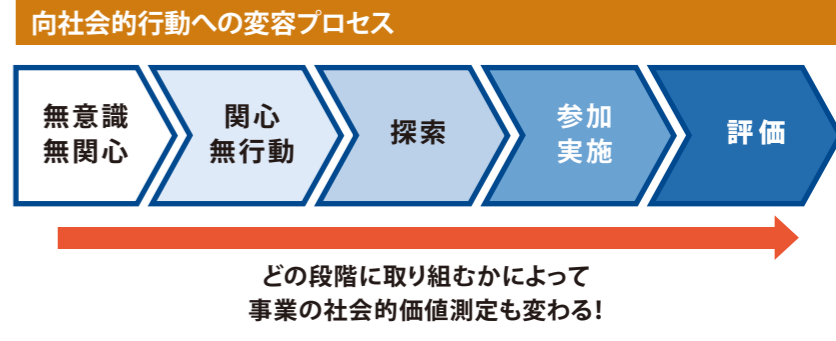 向社会的行動への変容プロセス
無意識
無関心
関心
無行動
探索
参加
実施
評価
どの段階に取り組むかによって
事業の社会的価値測定も変わる!